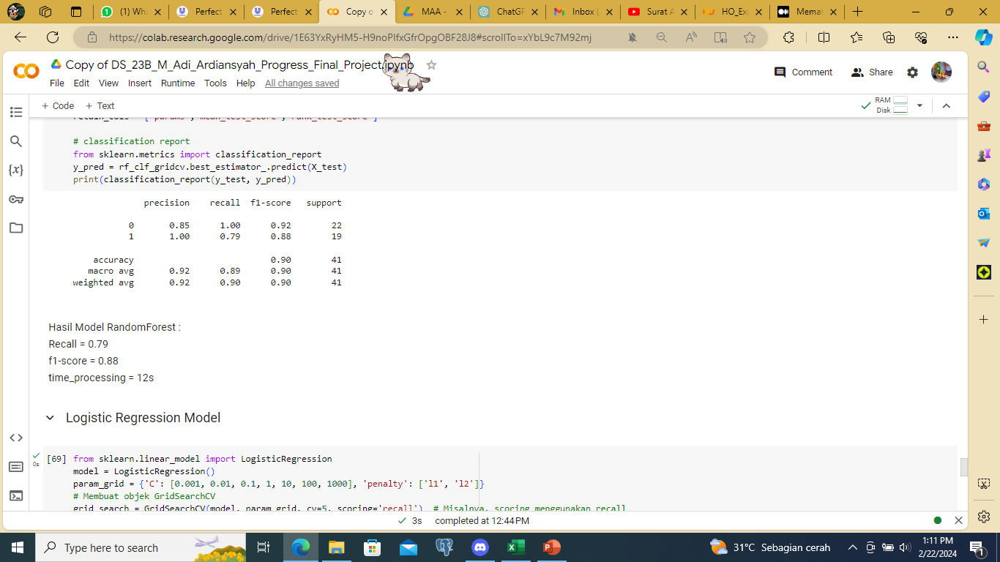 (1) Wha
Perfect
Perfect
Copy o
MAA -
ChatGP
Inbox (
Surat A
HO_Exp
Mema
https://colab.research.google.com/drive/1E63YxRyHM5-H9noPlfxGfrOpgOBF28J8#scrollTo=xYbL9c7M92mj
Copy of DS_23B_M_Adi_Ardiansyah_Progress_Final_Project.ipynb
Comment
Share
File Edit View Insert Runtime Tools Help All changes saved
+ Code + Text
RAM
Disk
retain_cols = ['params','mean_test_score','rank_test_score']
# classification report
from sklearn.metrics import classification_report
y_pred = rf_clf_gridcv.best_estimator_.predict(X_test)
print(classification_report(y_test, y_pred))
precision recall f1-score support
0 0.85 1.00 0.92 22
1 1.00 0.79 0.88 19
accuracy 0.90 41
macro avg 0.92 0.89 0.90 41
weighted avg 0.92 0.90 0.90 41
Hasil Model RandomForest :
Recall = 0.79
f1-score = 0.88
time_processing = 12s
Logistic Regression Model
0s
[69] from sklearn.linear_model import LogisticRegression
model = LogisticRegression()
param_grid = {'C': [0.001, 0.01, 0.1, 1, 10, 100, 1000], 'penalty': ['l1', 'l2']}
# Membuat objek GridSearchCV
grid_search = GridSearchCV(model, param_grid, cv=5, scoring='recall') # Misalnya, scoring menggunakan recall
3s completed at 12:44 PM
Type here to search
31°C Sebagian cerah
1:11 PM
2/22/2024
1